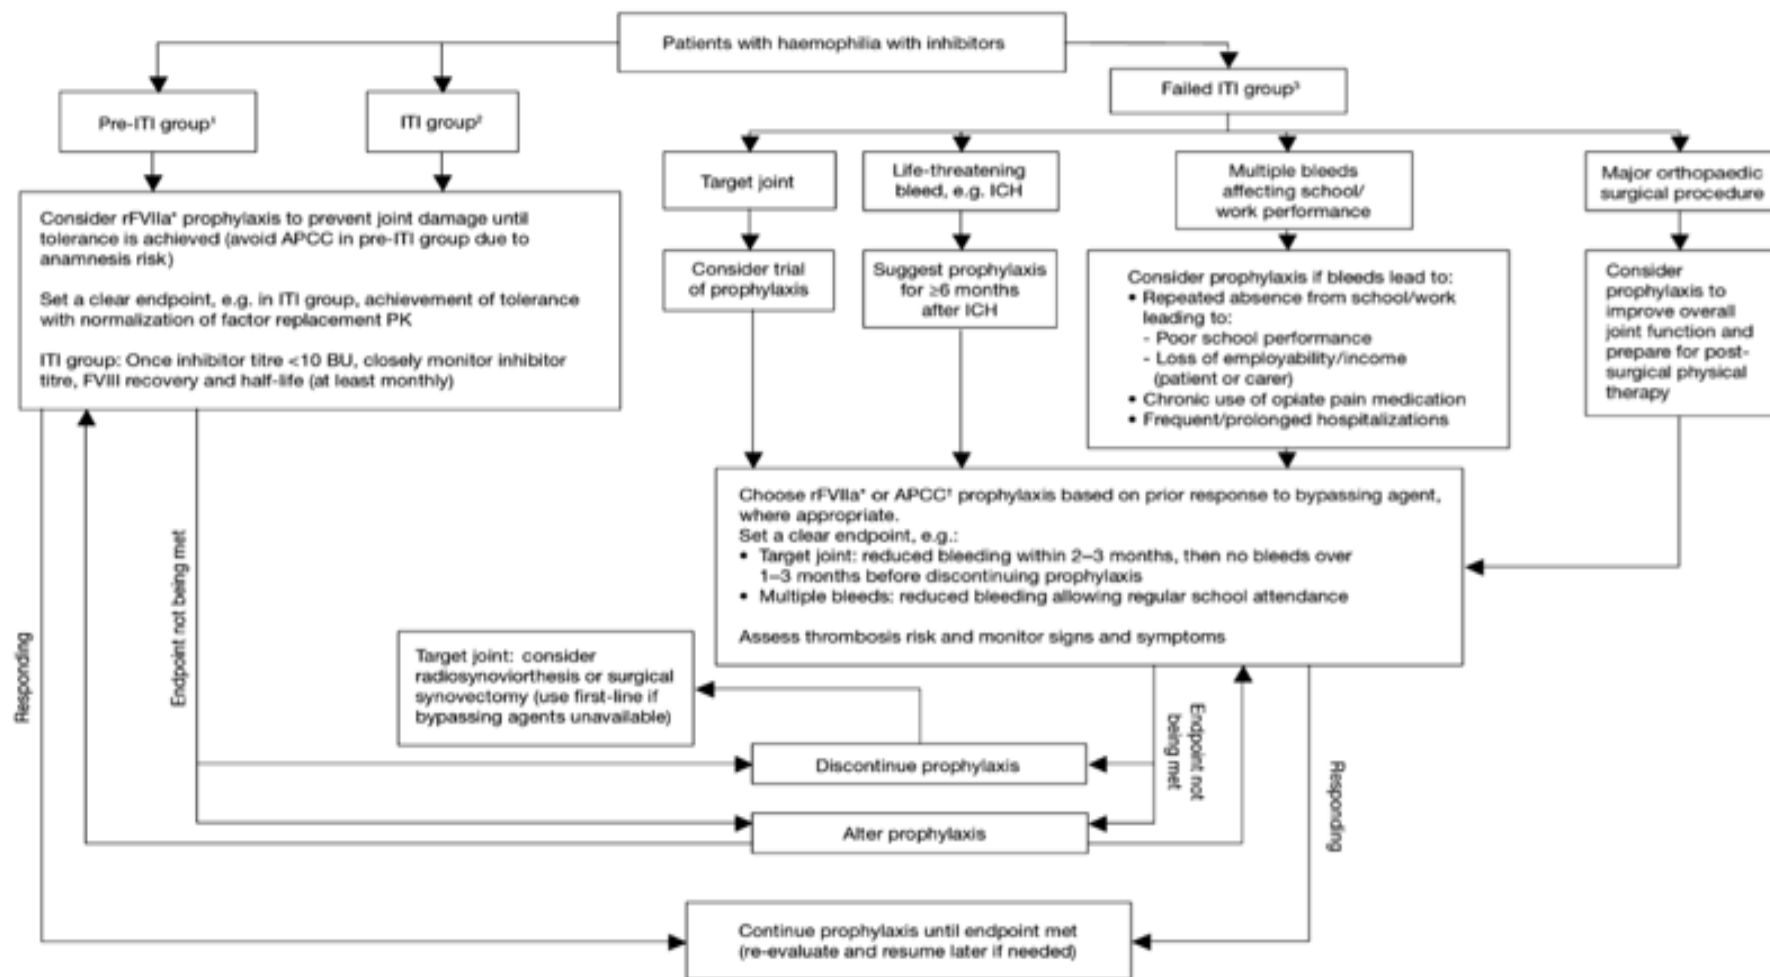 Patients with haemophilia with inhibitors
Pre-ITI group¹
ITI group²
Failed ITI group³
Target joint
Life-threatening
bleed, e.g. ICH
Multiple bleeds
affecting school/
work performance
Major orthopaedic
surgical procedure
Consider rFVIIa* prophylaxis to prevent joint damage until
tolerance is achieved (avoid APCC in pre-ITI group due to
anamnesis risk)
Set a clear endpoint, e.g. in ITI group, achievement of tolerance
with normalization of factor replacement PK
ITI group: Once inhibitor titre <10 BU, closely monitor inhibitor
titre, FVIII recovery and half-life (at least monthly)
Consider trial
of prophylaxis
Suggest prophylaxis
for ≥6 months
after ICH
Consider prophylaxis if bleeds lead to:
• Repeated absence from school/work
leading to:
- Poor school performance
- Loss of employability/income
(patient or carer)
• Chronic use of opiate pain medication
• Frequent/prolonged hospitalizations
Consider
prophylaxis to
improve overall
joint function and
prepare for post-
surgical physical
therapy
Choose rFVIIa* or APCC† prophylaxis based on prior response to bypassing agent,
where appropriate.
Set a clear endpoint, e.g.:
• Target joint: reduced bleeding within 2–3 months, then no bleeds over
1–3 months before discontinuing prophylaxis
• Multiple bleeds: reduced bleeding allowing regular school attendance
Assess thrombosis risk and monitor signs and symptoms
Responding
Endpoint not being met
Target joint: consider
radiosynoviorthesis or surgical
synovectomy (use first-line if
bypassing agents unavailable)
Endpoint not
being met
Responding
Discontinue prophylaxis
Alter prophylaxis
Continue prophylaxis until endpoint met
(re-evaluate and resume later if needed)